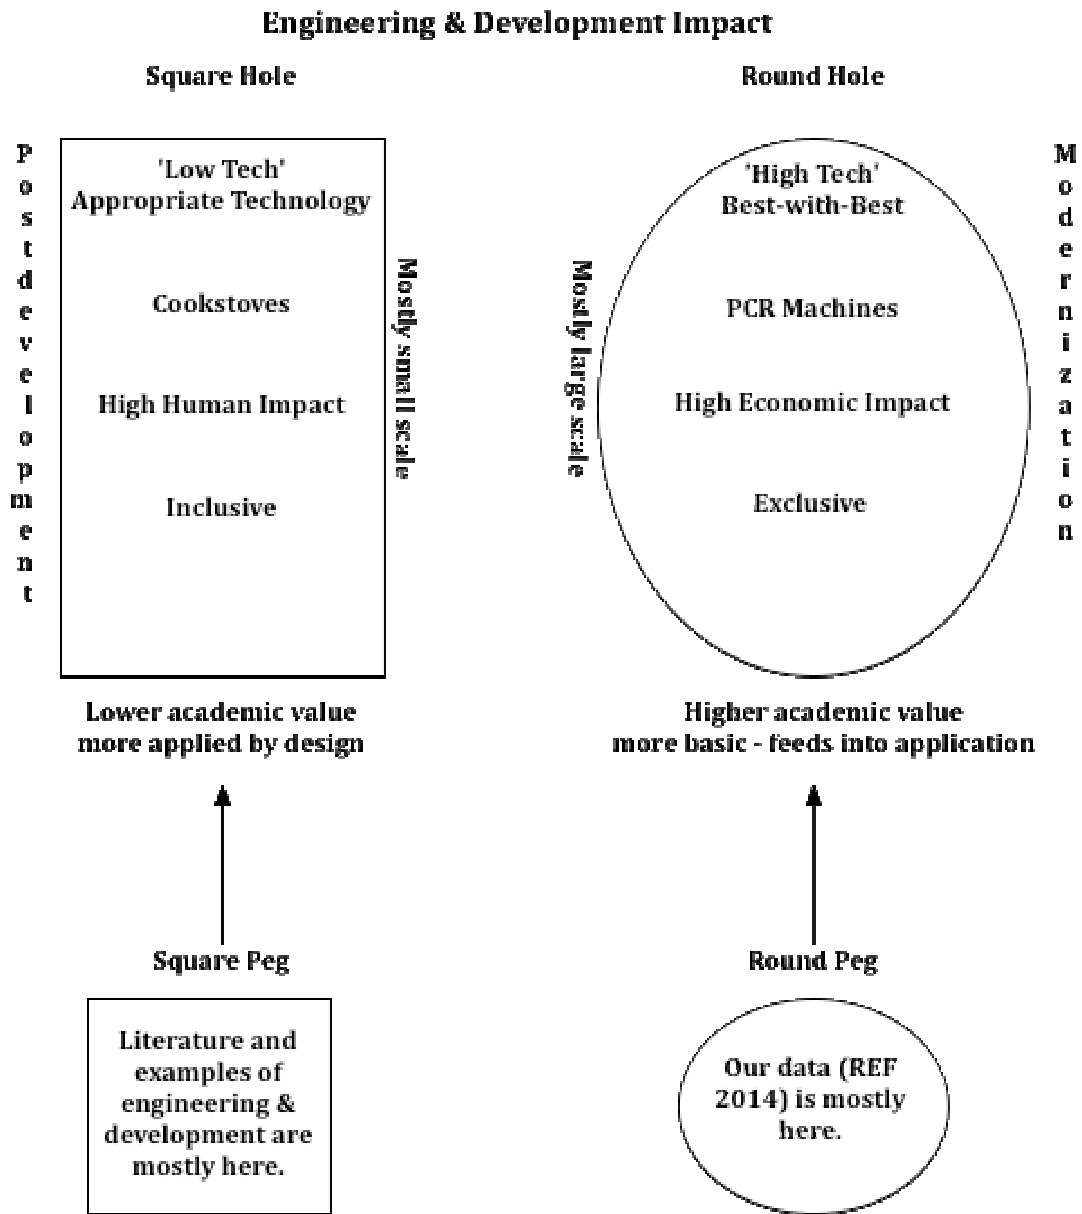 Engineering & Development Impact
Square Hole
Round Hole
Postdevelopment
'Low Tech'
Appropriate Technology
Cookstoves
High Human Impact
Inclusive
Mostly small scale
Mostly large scale
'High Tech'
Best-with-Best
PCR Machines
High Economic Impact
Exclusive
Modernization
Lower academic value
more applied by design
Higher academic value
more basic - feeds into application
Square Peg
Round Peg
Literature and
examples of
engineering &
development are
mostly here.
Our data (REF
2014) is mostly
here.